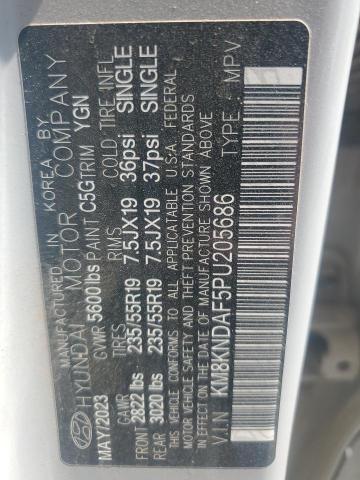 MANUFACTURED IN KOREA BY
HYUNDAI MOTOR COMPANY
MAY/2023 GVWR 5600 lbs PAINT C5G TRIM YGN
GAWR TIRES RIMS COLD TIRE INFL
FRONT 2822 lbs 235/55R19 7.5JX19 36psi SINGLE
REAR 3020 lbs 235/55R19 7.5JX19 37psi SINGLE
THIS VEHICLE CONFORMS TO ALL APPLICABLE U.S.A. FEDERAL
MOTOR VEHICLE SAFETY AND THEFT PREVENTION STANDARDS
IN EFFECT ON THE DATE OF MANUFACTURE SHOWN ABOVE.
V.I.N : KM8KNDAF5PU205686 TYPE : MPV